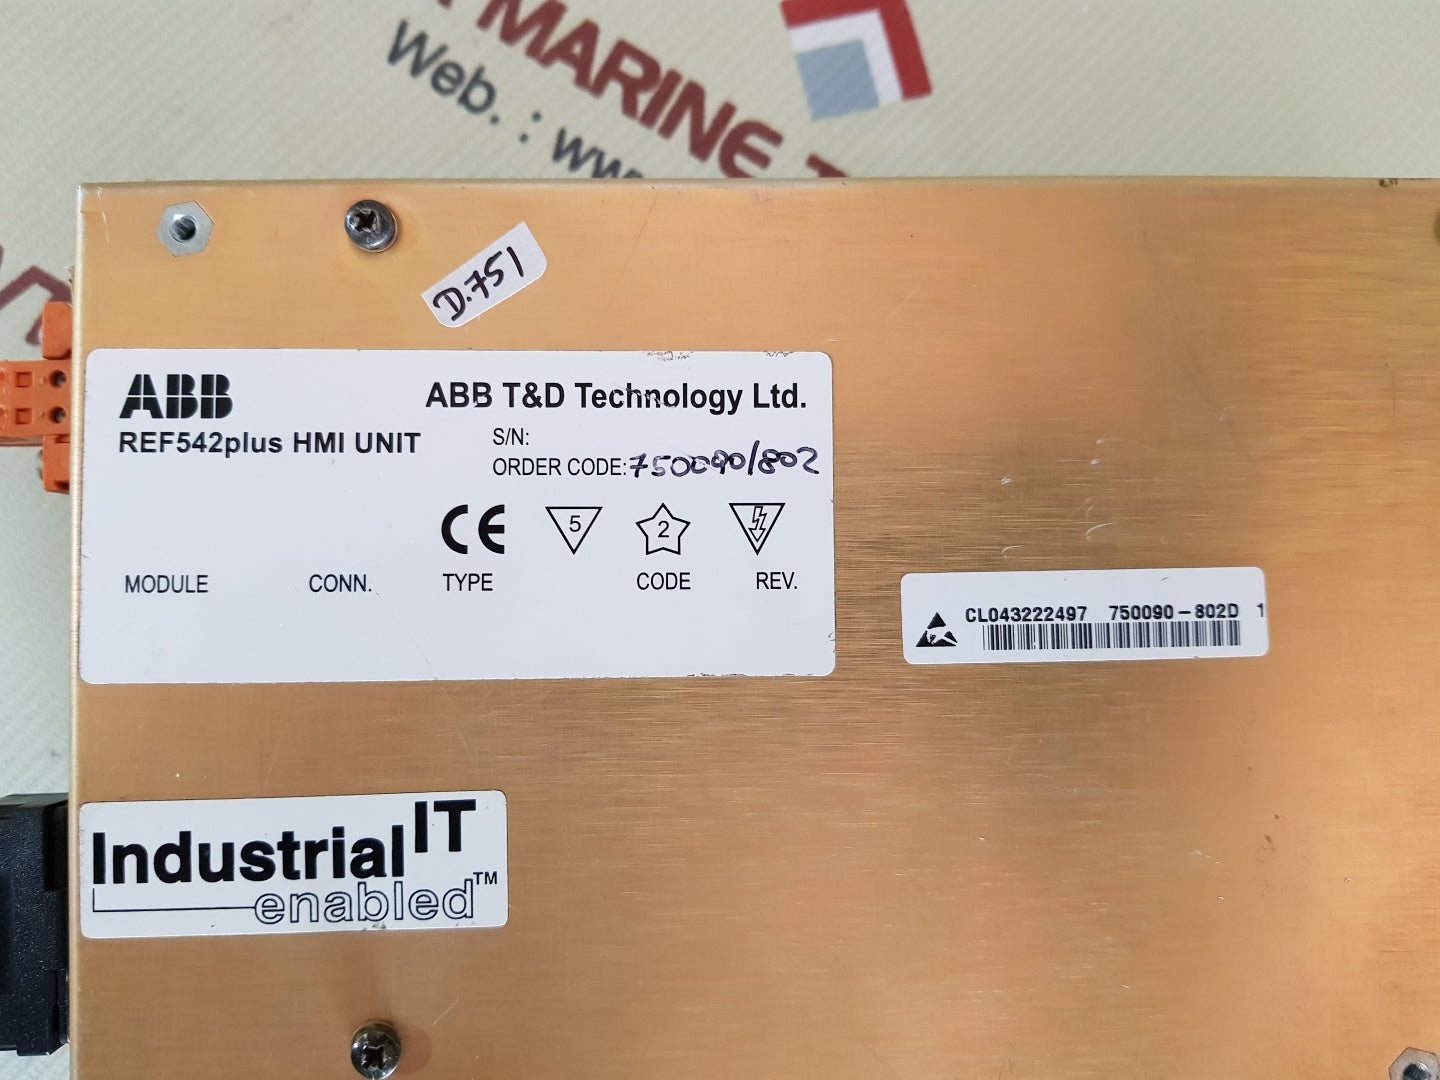 MARINE
Web. :
D.751
ABB
ABB T&D Technology Ltd.
REF542plus HMI UNIT
S/N:
ORDER CODE: 750090/802
CE
5
2
MODULE CONN. TYPE CODE REV.
CL043222497 750090-802D 1
Industrial IT
enabled™